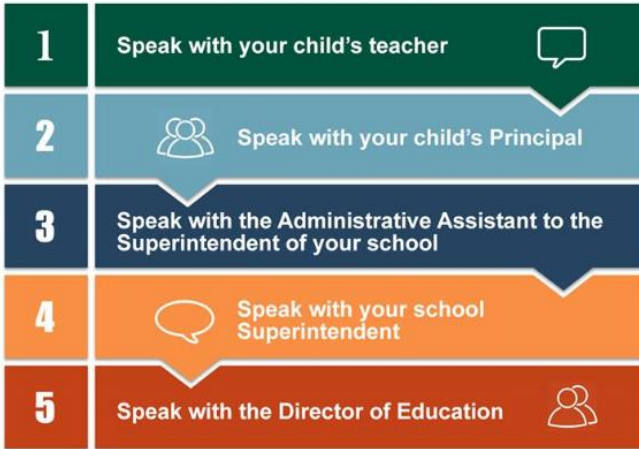 1
Speak with your child's teacher
2
Speak with your child's Principal
3
Speak with the Administrative Assistant to the
Superintendent of your school
4
Speak with your school
Superintendent
5
Speak with the Director of Education